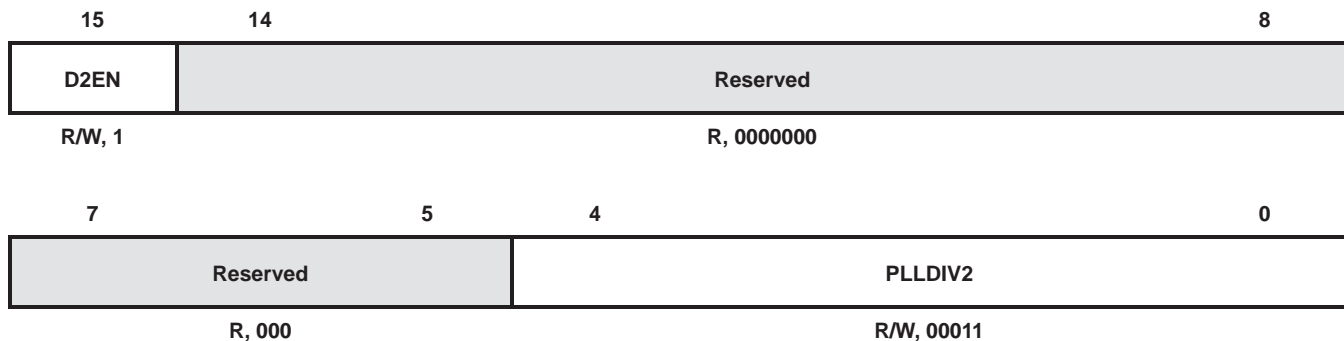 15 14 8
D2EN Reserved
R/W, 1 R, 0000000
7 5 4 0
Reserved PLLDIV2
R, 000 R/W, 00011